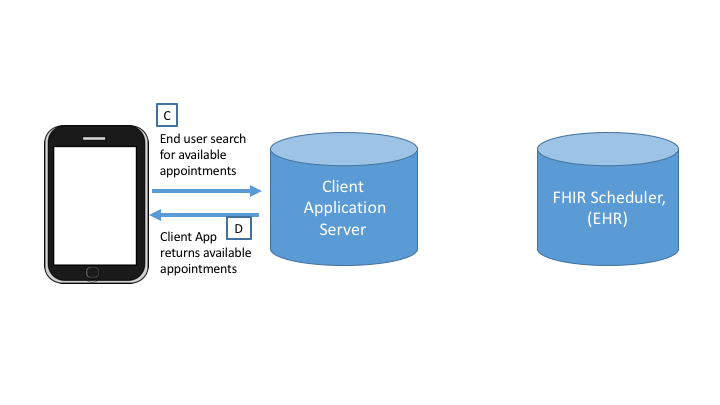 C
End user search
for available
appointments
D
Client App
returns available
appointments
Client
Application
Server
FHIR Scheduler,
(EHR)